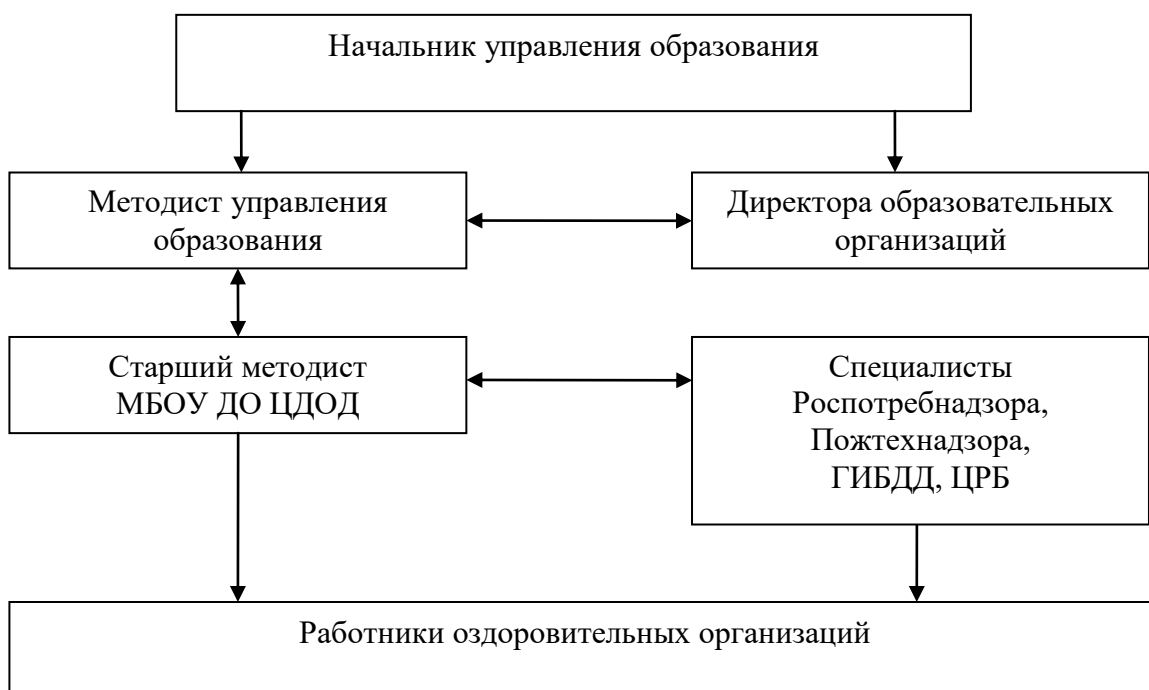 Начальник управления образования
Методист управления
образования
Директора образовательных
организаций
Старший методист
МБОУ ДО ЦДОД
Специалисты
Роспотребнадзора,
Пожтехнадзора,
ГИБДД, ЦРБ
Работники оздоровительных организаций